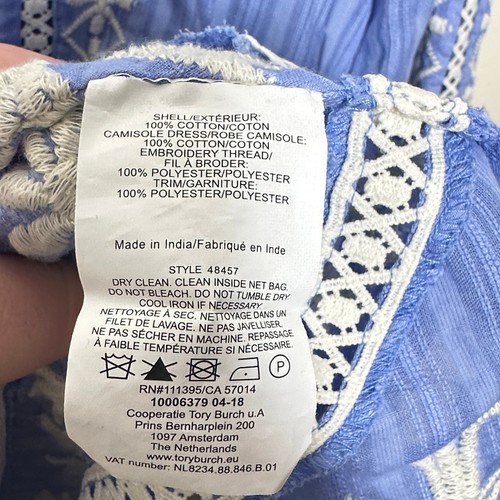 SHELL/EXTÉRIEUR:
100% COTTON/COTON
CAMISOLE DRESS/ROBE CAMISOLE:
100% COTTON/COTON
EMBROIDERY THREAD/
FIL À BRODER:
100% POLYESTER/POLYESTER
TRIM/GARNITURE:
100% POLYESTER/POLYESTER
Made in India/Fabriqué en Inde
STYLE 48457
DRY CLEAN. CLEAN INSIDE NET BAG.
DO NOT BLEACH. DO NOT TUMBLE DRY.
COOL IRON IF NECESSARY.
NETTOYAGE À SEC. NETTOYAGE DANS UN
FILET DE LAVAGE. NE PAS JAVELLISER.
NE PAS SÉCHER EN MACHINE. REPASSAGE
À FAIBLE TEMPÉRATURE SI NÉCESSAIRE.
P
RN#111395/CA 57014
10006379 04-18
Cooperatie Tory Burch u.A
Prins Bernharplein 200
1097 Amsterdam
The Netherlands
www.toryburch.eu
VAT number: NL8234.88.846.B.01